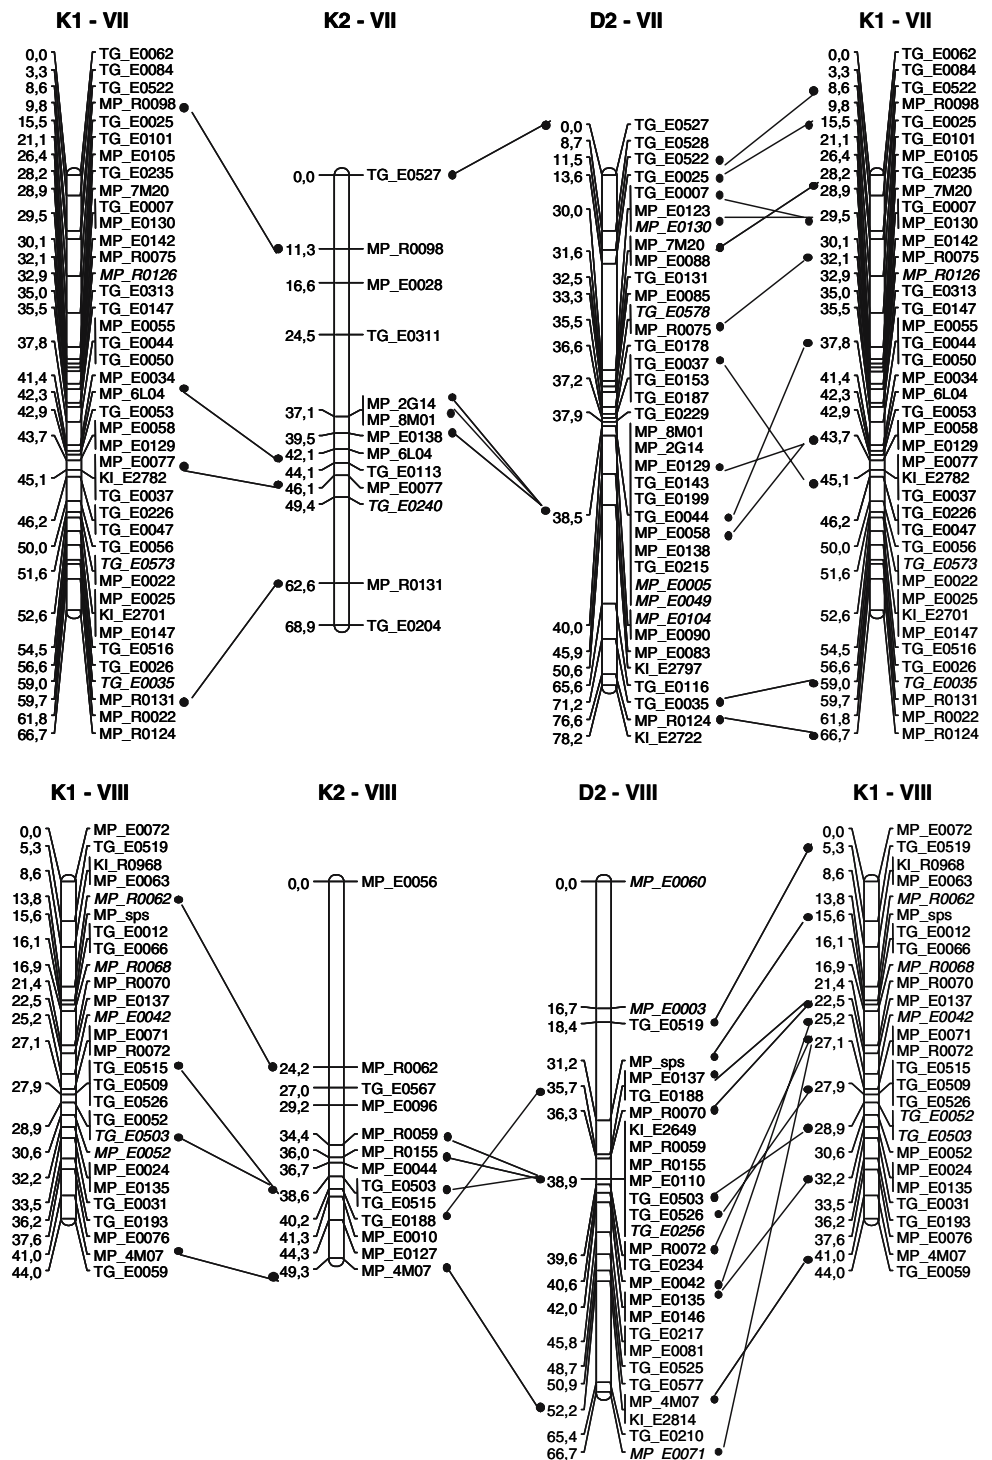 K1 - VII
0,0 TG_E0062
3,3 TG_E0084
8,6 TG_E0522
9,8 MP_R0098
15,5 TG_E0025
21,1 TG_E0101
26,4 MP_E0105
28,2 TG_E0235
28,9 MP_7M20
TG_E0007
29,5 MP_E0130
30,1 MP_E0142
32,1 MP_R0075
32,9 MP_R0126
35,0 TG_E0313
35,5 TG_E0147
MP_E0055
37,8 TG_E0044
TG_E0050
41,4 MP_E0034
42,3 MP_6L04
42,9 TG_E0053
43,7 MP_E0058
MP_E0129
MP_E0077
45,1 KI_E2782
TG_E0037
46,2 TG_E0226
TG_E0047
50,0 TG_E0056
51,6 TG_E0573
MP_E0022
MP_E0025
52,6 KI_E2701
MP_E0147
54,5 TG_E0516
56,6 TG_E0026
59,0 TG_E0035
59,7 MP_R0131
61,8 MP_R0022
66,7 MP_R0124
K2 - VII
0,0 TG_E0527
11,3 MP_R0098
16,6 MP_E0028
24,5 TG_E0311
37,1 MP_2G14
MP_8M01
39,5 MP_E0138
42,1 MP_6L04
44,1 TG_E0113
46,1 MP_E0077
49,4 TG_E0240
62,6 MP_R0131
68,9 TG_E0204
D2 - VII
0,0 TG_E0527
8,7 TG_E0528
11,5 TG_E0522
13,6 TG_E0025
TG_E0007
30,0 MP_E0123
MP_E0130
31,6 MP_7M20
MP_E0088
32,5 TG_E0131
33,3 MP_E0085
35,5 TG_E0578
MP_R0075
36,6 TG_E0178
TG_E0037
37,2 TG_E0153
TG_E0187
37,9 TG_E0229
MP_8M01
MP_2G14
MP_E0129
TG_E0143
TG_E0199
38,5 TG_E0044
MP_E0058
MP_E0138
TG_E0215
MP_E0005
MP_E0049
MP_E0104
40,0 MP_E0090
45,9 MP_E0083
50,6 KI_E2797
65,6 TG_E0116
71,2 TG_E0035
76,6 MP_R0124
78,2 KI_E2722
K1 - VII
0,0 TG_E0062
3,3 TG_E0084
8,6 TG_E0522
9,8 MP_R0098
15,5 TG_E0025
21,1 TG_E0101
26,4 MP_E0105
28,2 TG_E0235
28,9 MP_7M20
TG_E0007
29,5 MP_E0130
30,1 MP_E0142
32,1 MP_R0075
32,9 MP_R0126
35,0 TG_E0313
35,5 TG_E0147
MP_E0055
37,8 TG_E0044
TG_E0050
41,4 MP_E0034
42,3 MP_6L04
42,9 TG_E0053
43,7 MP_E0058
MP_E0129
MP_E0077
45,1 KI_E2782
TG_E0037
46,2 TG_E0226
TG_E0047
50,0 TG_E0056
51,6 TG_E0573
MP_E0022
MP_E0025
52,6 KI_E2701
MP_E0147
54,5 TG_E0516
56,6 TG_E0026
59,0 TG_E0035
59,7 MP_R0131
61,8 MP_R0022
66,7 MP_R0124
K1 - VIII
0,0 MP_E0072
5,3 TG_E0519
8,6 KI_R0968
MP_E0063
13,8 MP_R0062
15,6 MP_sps
16,1 TG_E0012
TG_E0066
16,9 MP_R0068
21,4 MP_R0070
22,5 MP_E0137
25,2 MP_E0042
27,1 MP_E0071
MP_R0072
TG_E0515
27,9 TG_E0509
TG_E0526
28,9 TG_E0052
TG_E0503
30,6 MP_E0052
32,2 MP_E0024
MP_E0135
33,5 TG_E0031
36,2 TG_E0193
37,6 MP_E0076
41,0 MP_4M07
44,0 TG_E0059
K2 - VIII
0,0 MP_E0056
24,2 MP_R0062
27,0 TG_E0567
29,2 MP_E0096
34,4 MP_R0059
36,0 MP_R0155
36,7 MP_E0044
38,6 TG_E0503
TG_E0515
40,2 TG_E0188
41,3 MP_E0010
44,3 MP_E0127
49,3 MP_4M07
D2 - VIII
0,0 MP_E0060
16,7 MP_E0003
18,4 TG_E0519
31,2 MP_sps
MP_E0137
35,7 TG_E0188
36,3 MP_R0070
KI_E2649
MP_R0059
MP_R0155
38,9 MP_E0110
TG_E0503
TG_E0526
TG_E0256
39,6 MP_R0072
TG_E0234
40,6 MP_E0042
42,0 MP_E0135
MP_E0146
45,8 TG_E0217
MP_E0081
48,7 TG_E0525
50,9 TG_E0577
52,2 MP_4M07
KI_E2814
65,4 TG_E0210
66,7 MP_E0071
K1 - VIII
0,0 MP_E0072
5,3 TG_E0519
8,6 KI_R0968
MP_E0063
13,8 MP_R0062
15,6 MP_sps
16,1 TG_E0012
TG_E0066
16,9 MP_R0068
21,4 MP_R0070
22,5 MP_E0137
25,2 MP_E0042
27,1 MP_E0071
MP_R0072
TG_E0515
27,9 TG_E0509
TG_E0526
28,9 TG_E0052
TG_E0503
30,6 MP_E0052
32,2 MP_E0024
MP_E0135
33,5 TG_E0031
36,2 TG_E0193
37,6 MP_E0076
41,0 MP_4M07
44,0 TG_E0059